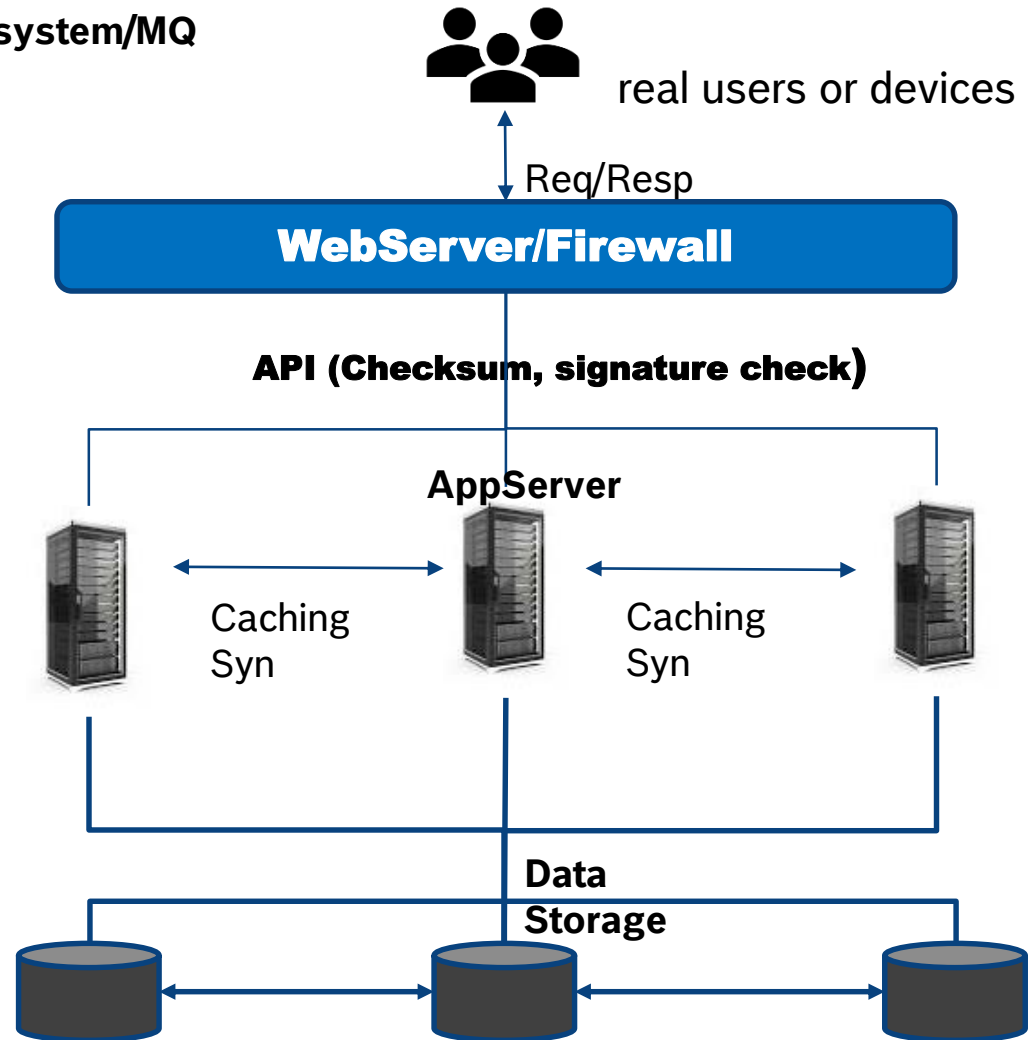 system/MQ
real users or devices
Req/Resp
WebServer/Firewall
API (Checksum, signature check)
AppServer
Caching
Syn
Caching
Syn
Data
Storage